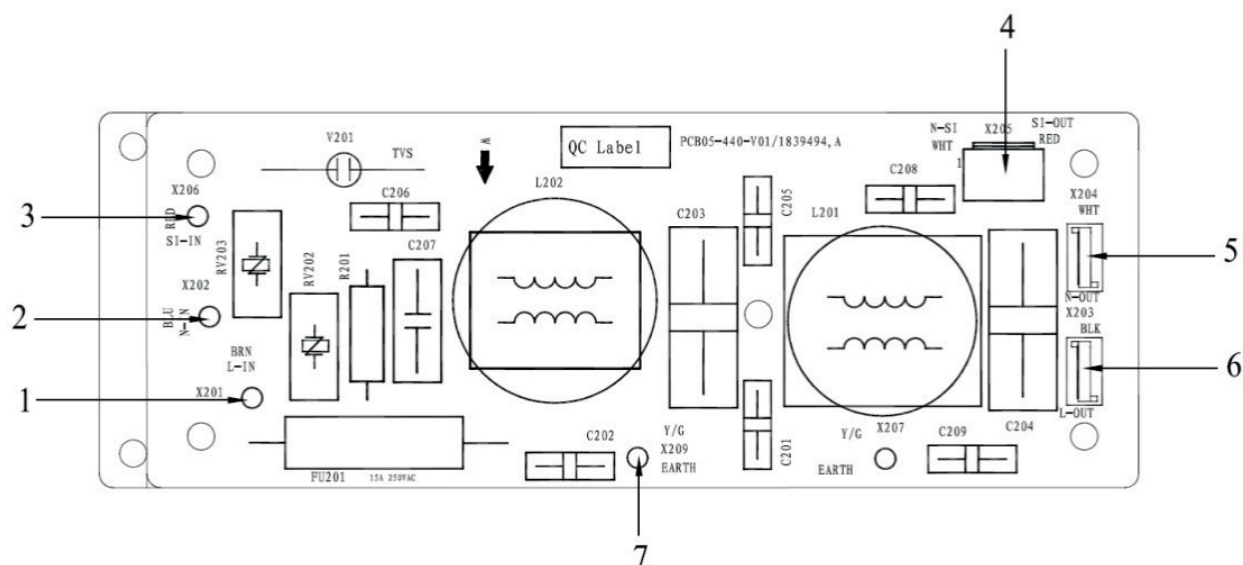 4
N-SI
X205
SI-OUT
WHT
RED
1
V201
TVS
QC Label
PCB05-440-V01/1839494, A
L202
C208
X206
C206
C205
X204
WHT
3
RED
SI-IN
C203
L201
RV203
C207
5
X202
RV202
R201
N-OUT
2
BLU
N-IN
X203
BLK
BRN
L-IN
6
1
X201
L-OUT
Y/G
C202
X209
EARTH
C201
Y/G
X207
C209
C204
EARTH
FU201
15A 250VAC
7